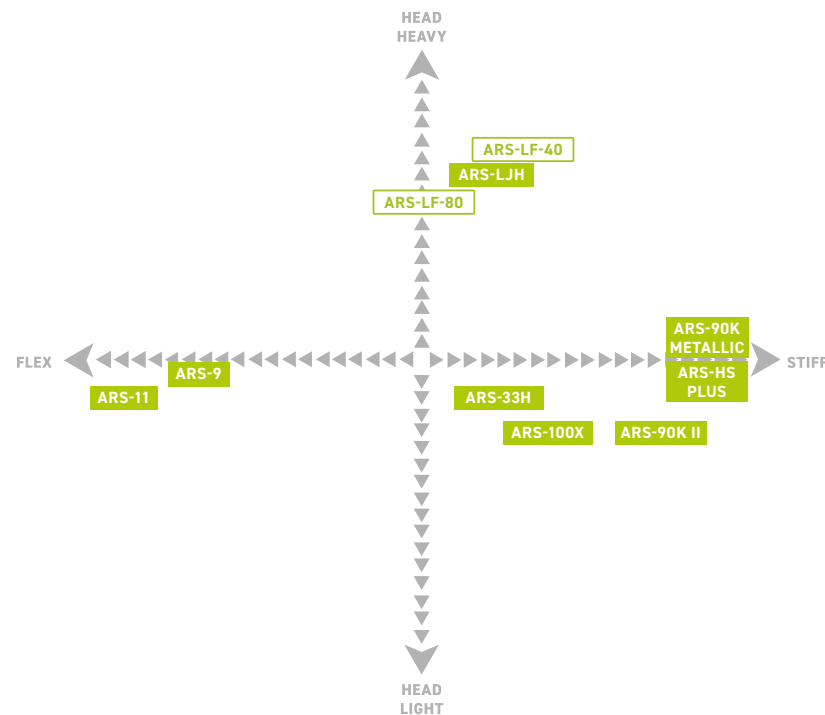 HEAD
HEAVY
ARS-LF-40
ARS-LJH
ARS-LF-80
ARS-90K
METALLIC
FLEX
STIFF
ARS-9
ARS-HS
PLUS
ARS-11
ARS-33H
ARS-100X
ARS-90K II
HEAD
LIGHT